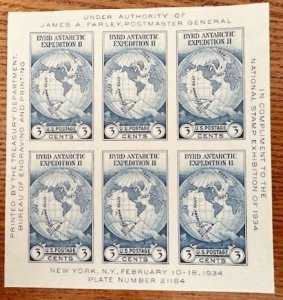 UNDER AUTHORITY OF
JAMES A. FARLEY, POSTMASTER GENERAL
PRINTED BY THE TREASURY DEPARTMENT,
BUREAU OF ENGRAVING AND PRINTING
BYRD ANTARCTIC
EXPEDITION II
U.S. POSTAGE
3 CENTS 3
BYRD ANTARCTIC
EXPEDITION II
U.S. POSTAGE
3 CENTS 3
BYRD ANTARCTIC
EXPEDITION II
U.S. POSTAGE
3 CENTS 3
BYRD ANTARCTIC
EXPEDITION II
U.S. POSTAGE
3 CENTS 3
BYRD ANTARCTIC
EXPEDITION II
U.S. POSTAGE
3 CENTS 3
BYRD ANTARCTIC
EXPEDITION II
U.S. POSTAGE
3 CENTS 3
IN COMPLIMENT TO THE
NATIONAL STAMP EXHIBITION OF 1934
NEW YORK, N.Y., FEBRUARY 10-18, 1934
PLATE NUMBER 21184